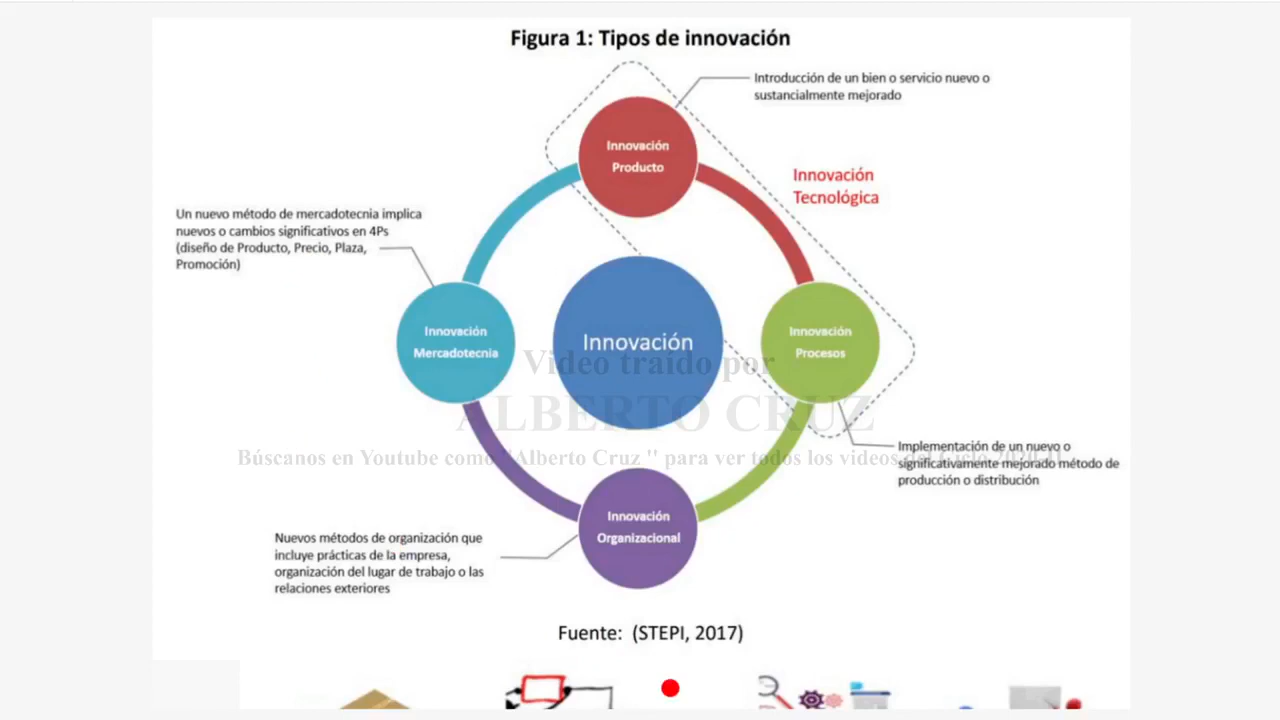 Figura 1: Tipos de innovación
Introducción de un bien o servicio nuevo o
sustancialmente mejorado
Innovación
Producto
Innovación
Tecnológica
Un nuevo método de mercadotecnia implica
nuevos o cambios significativos en 4Ps
(diseño de Producto, Precio, Plaza,
Promoción)
Innovación
Mercadotecnia
Innovación
Innovación
Procesos
Video traído por
ALBERTO CRUZ
Búscanos en Youtube como "Alberto Cruz " para ver todos los videos del
Implementación de un nuevo o
significativamente mejorado método de
producción o distribución
Innovación
Organizacional
Nuevos métodos de organización que
incluye prácticas de la empresa,
organización del lugar de trabajo o las
relaciones exteriores
Fuente: (STEPI, 2017)